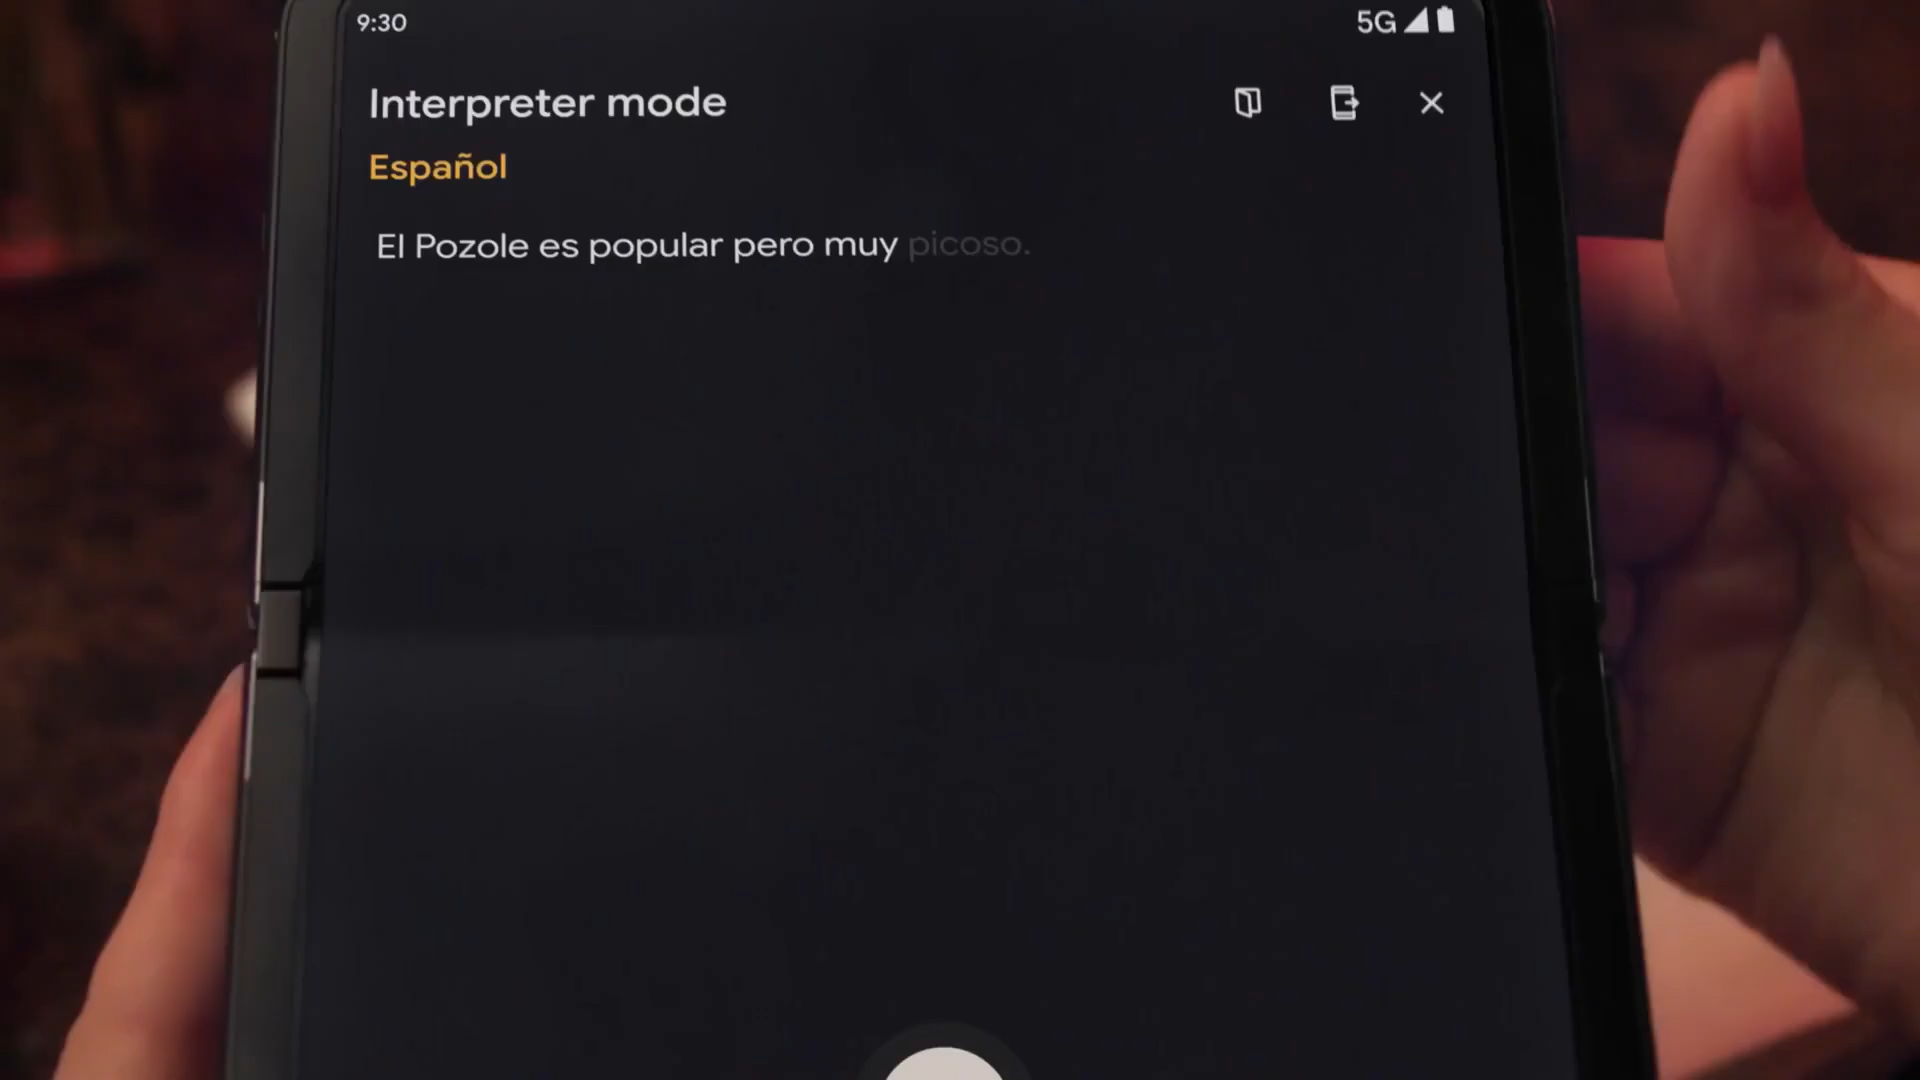 9:30
5G
Interpreter mode
Español
El Pozole es popular pero muy picoso.